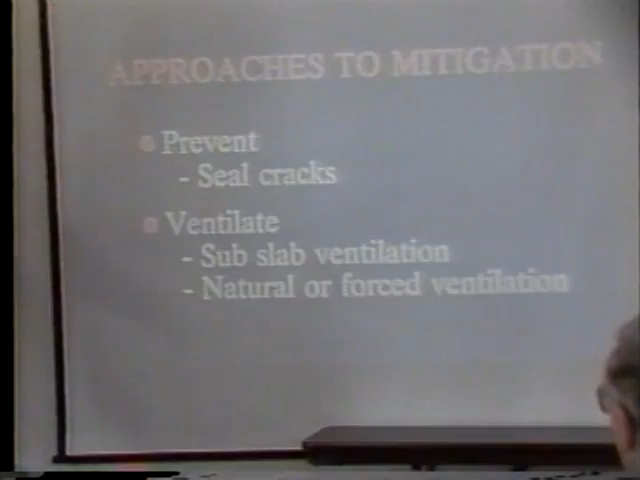 APPROACHES TO MITIGATION
• Prevent
- Seal cracks
• Ventilate
- Sub slab ventilation
- Natural or forced ventilation